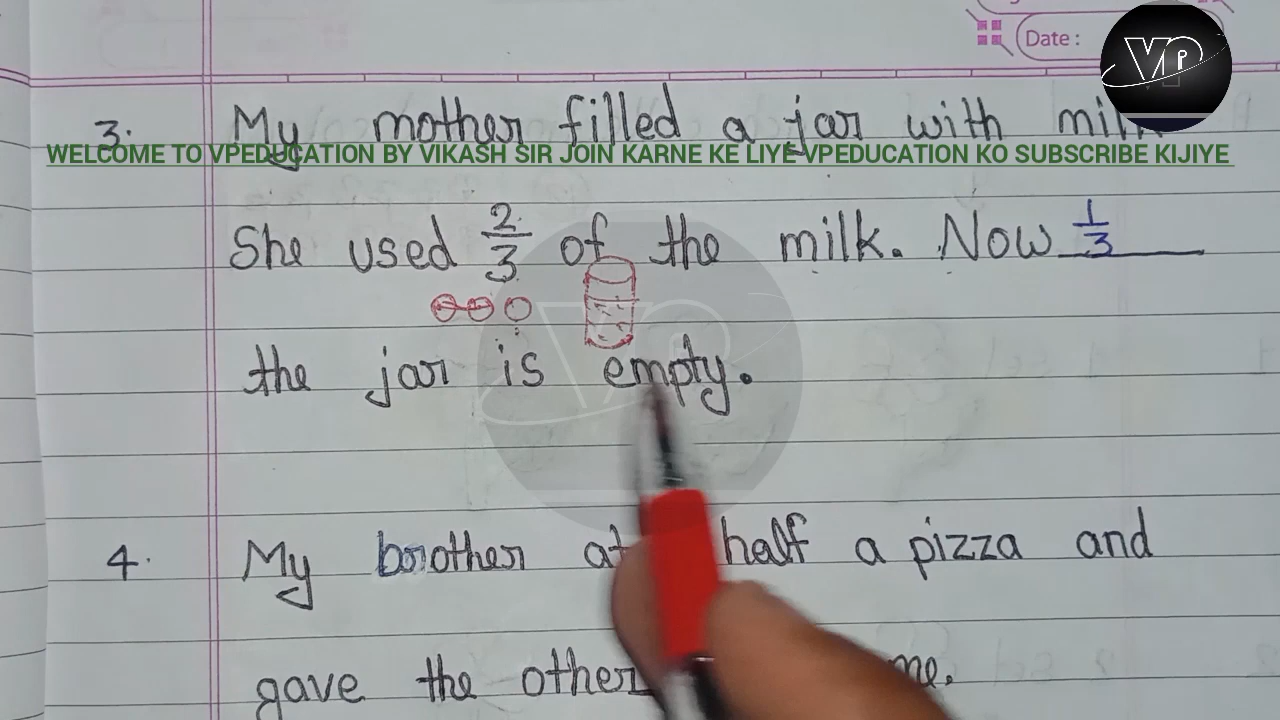 Date :
VP
3. My mother filled a jar with
WELCOME TO VPEDUCATION BY VIKASH SIR JOIN KARNE KE LIYE VPEDUCATION KO SUBSCRIBE KIJIYE
She used 2/3 of the milk. Now 1/3
the jar is empty.
4. My brother half a pizza and
gave the other me.